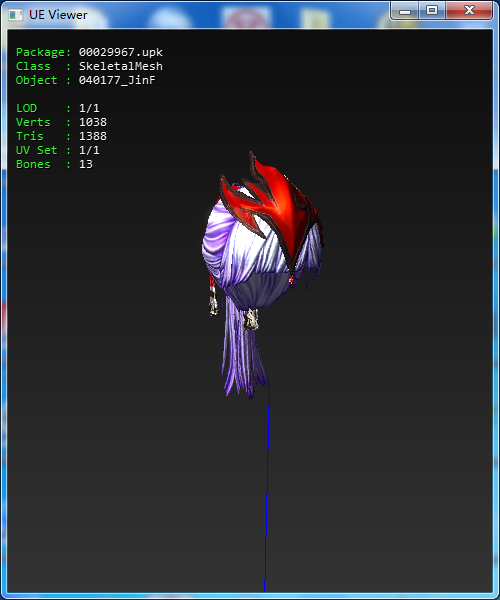 UE Viewer
Package: 00029967.upk
Class  : SkeletalMesh
Object : 040177_JinF
LOD    : 1/1
Verts  : 1038
Tris   : 1388
UV Set : 1/1
Bones  : 13